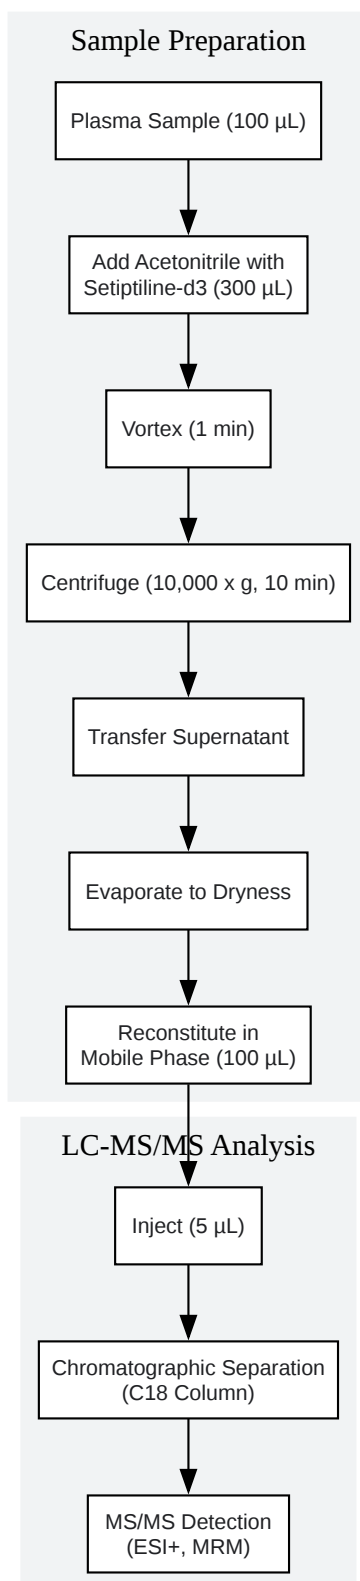 Sample Preparation
Plasma Sample (100 µL)
Add Acetonitrile with
Setiptiline-d3 (300 µL)
Vortex (1 min)
Centrifuge (10,000 x g, 10 min)
Transfer Supernatant
Evaporate to Dryness
Reconstitute in
Mobile Phase (100 µL)
LC-MS/MS Analysis
Inject (5 µL)
Chromatographic Separation
(C18 Column)
MS/MS Detection
(ESI+, MRM)